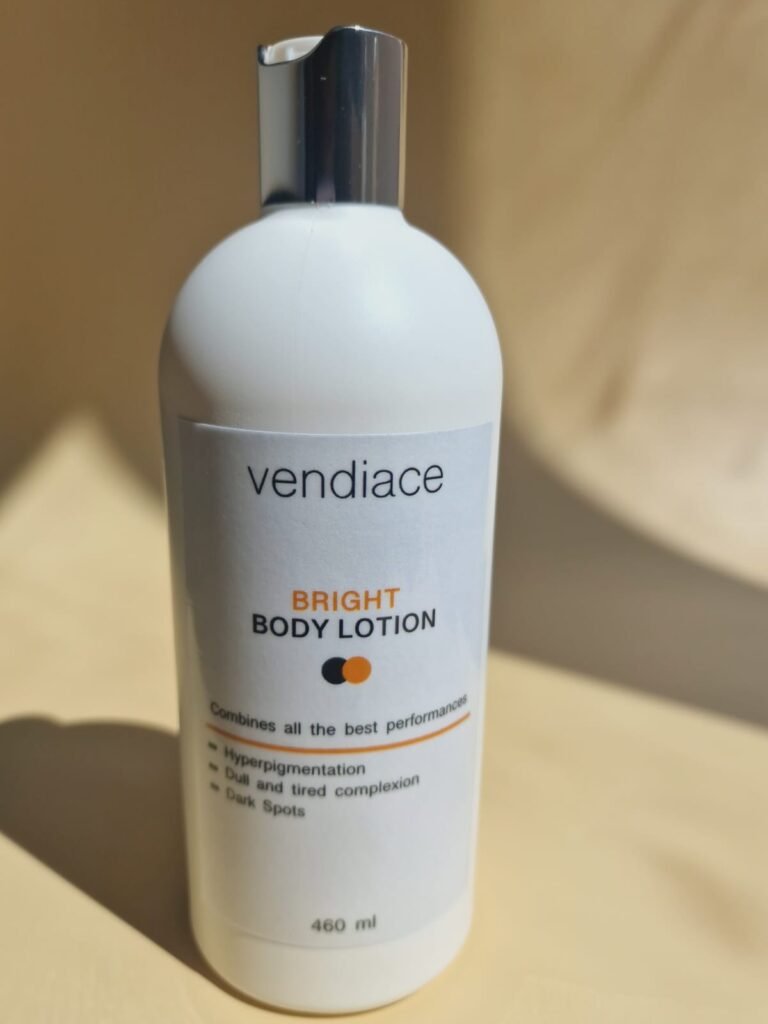 vendiace
BRIGHT
BODY LOTION
Combines all the best performances
- Hyperpigmentation
- Dull and tired complexion
- Dark Spots
460 ml